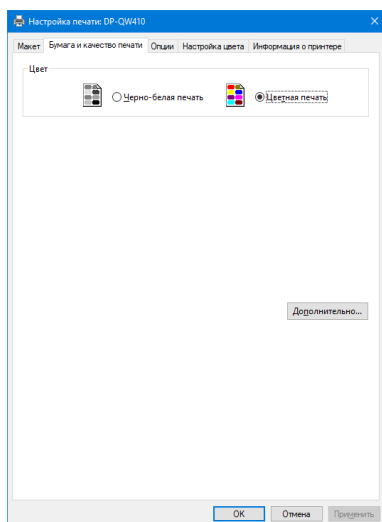 Настройка печати: DP-QW410
Макет Бумага и качество печати Опции Настройка цвета Информация о принтере
Цвет
Черно-белая печать Цветная печать
Дополнительно...
OK Отмена Применить